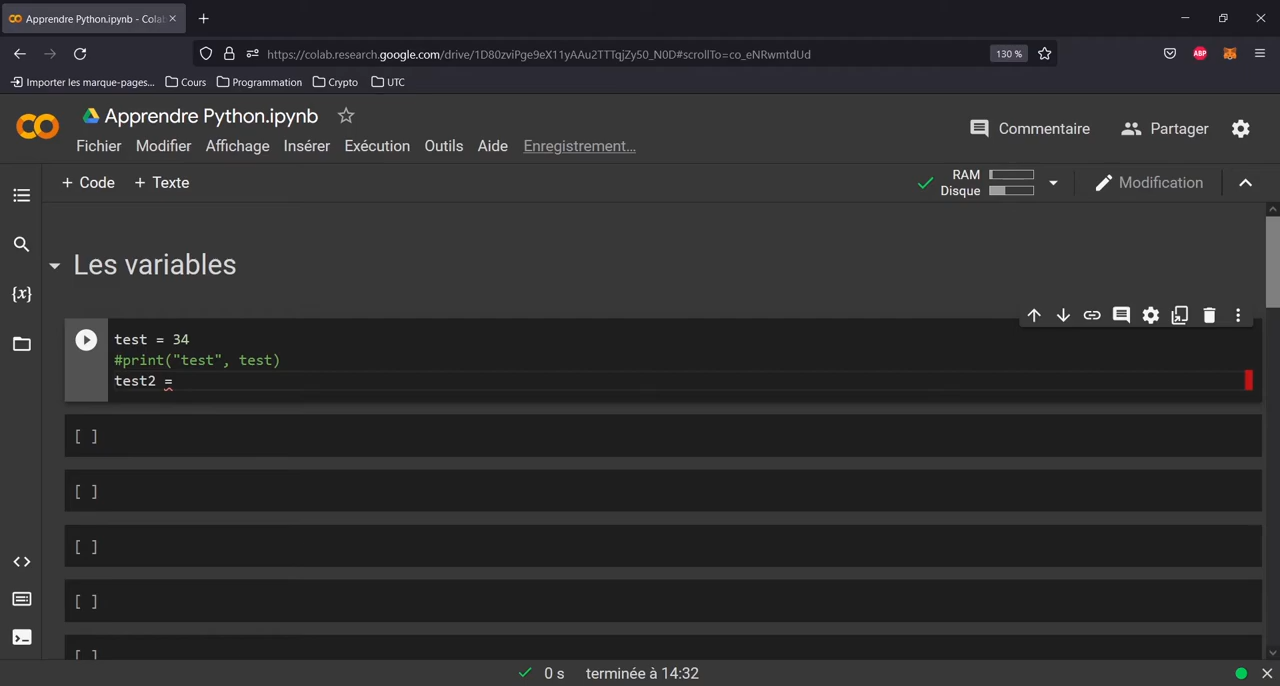 Apprendre Python.ipynb - Cola
https://colab.research.google.com/drive/1D80zviPge9eX11yAAu2TTTqjZy50_N0D#scrollTo=co_eNRwmtdUd
130 %
ABP
Importer les marque-pages...
Cours
Programmation
Crypto
UTC
Apprendre Python.ipynb
Commentaire
Partager
Fichier
Modifier
Affichage
Insérer
Exécution
Outils
Aide
Enregistrement...
+ Code
+ Texte
RAM
Disque
Modification
Les variables
{x}
test = 34
#print("test", test)
test2 =
[ ]
[ ]
[ ]
[ ]
[ ]
0 s
terminée à 14:32